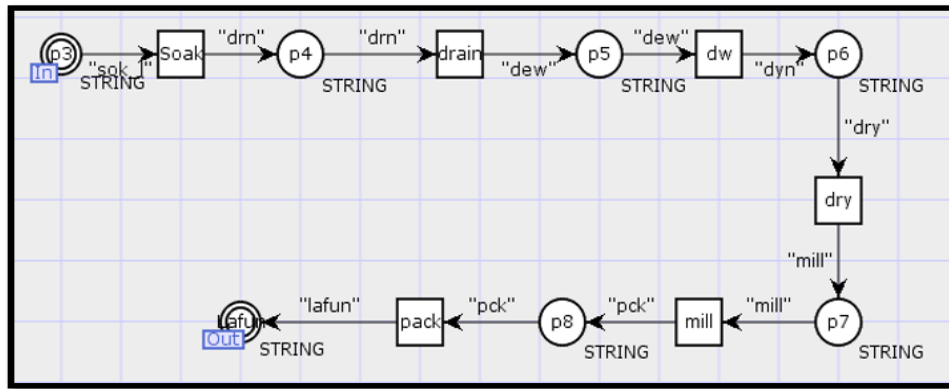 p3
In
"sok_l"
STRING
Soak
"drn"
p4
STRING
"drn"
drain
"dew"
p5
STRING
"dew"
dw
"dyn"
p6
STRING
"dry"
dry
"mill"
p7
STRING
"mill"
mill
"pck"
p8
STRING
"pck"
pack
"lafun"
Lafun
Out
STRING